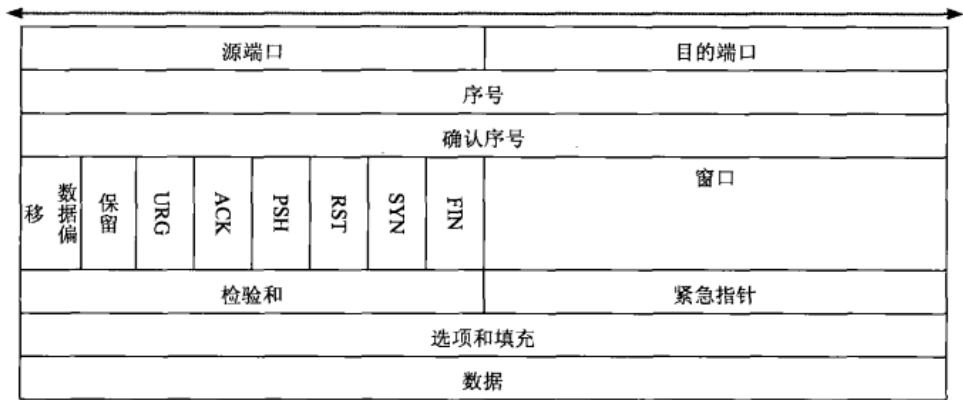 源端口
目的端口
序号
确认序号
数据偏移
保留
URG
ACK
PSH
RST
SYN
FIN
窗口
检验和
紧急指针
选项和填充
数据